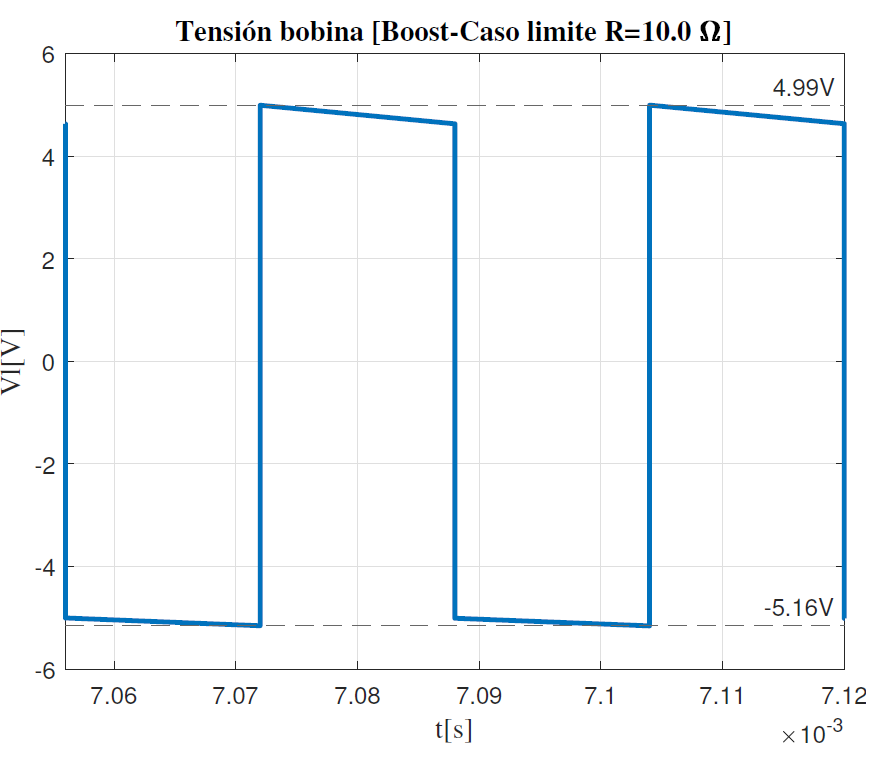 Tensión bobina [Boost-Caso limite R=10.0 Ω]
6
4.99V
4
2
Vl[V]
0
-2
-4
-5.16V
-6
7.06 7.07 7.08 7.09 7.1 7.11 7.12
t[s]
×10-3